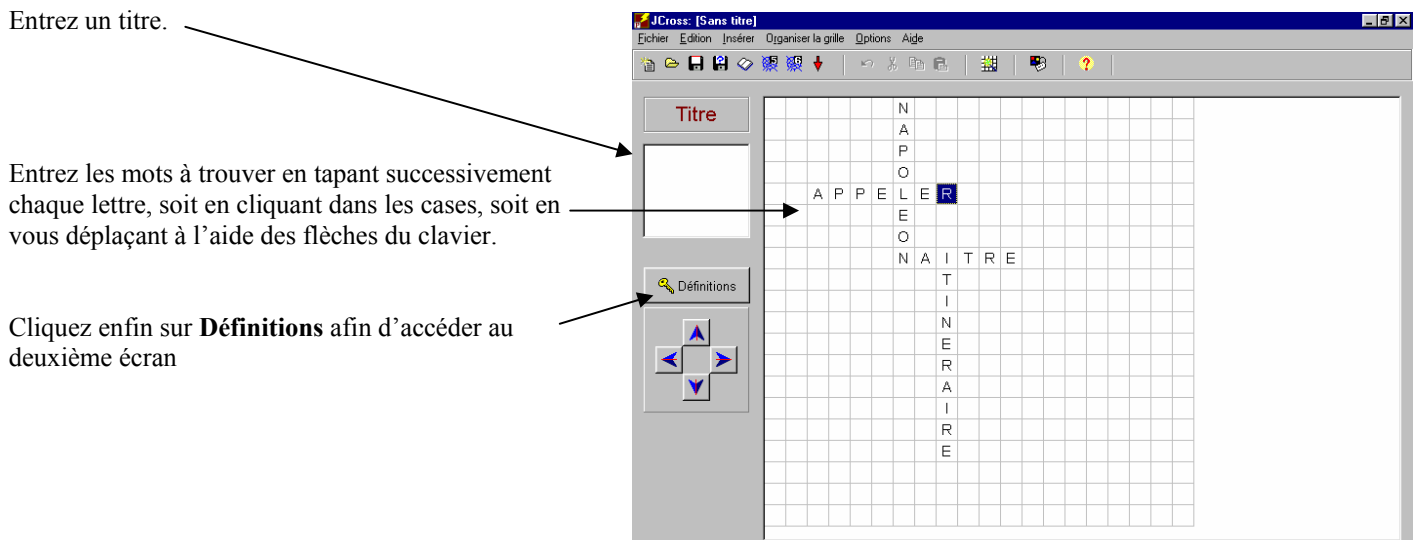 Entrez un titre.
Entrez les mots à trouver en tapant successivement
chaque lettre, soit en cliquant dans les cases, soit en
vous déplaçant à l’aide des flèches du clavier.
Cliquez enfin sur Définitions afin d’accéder au
deuxième écran
JCross: [Sans titre]
Fichier Edition Insérer Organiser la grille Options Aide
5 6 ?
Titre
Définitions
N
A
P
O
A P P E L E R
E
O
N A I T R E
T
I
N
E
R
A
I
R
E